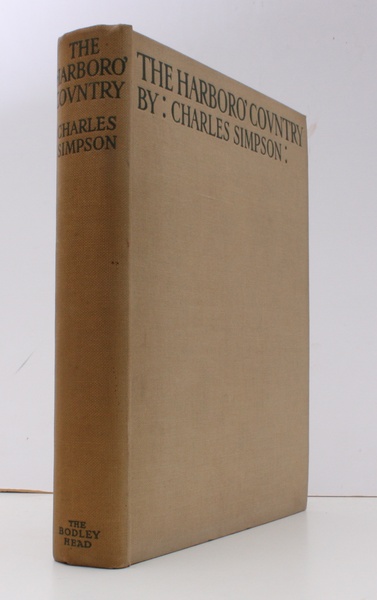 THE
HARBORO'
COVNTRY
CHARLES
SIMPSON
THE
BODLEY
HEAD
THE HARBORO' COVNTRY
BY: CHARLES SIMPSON: